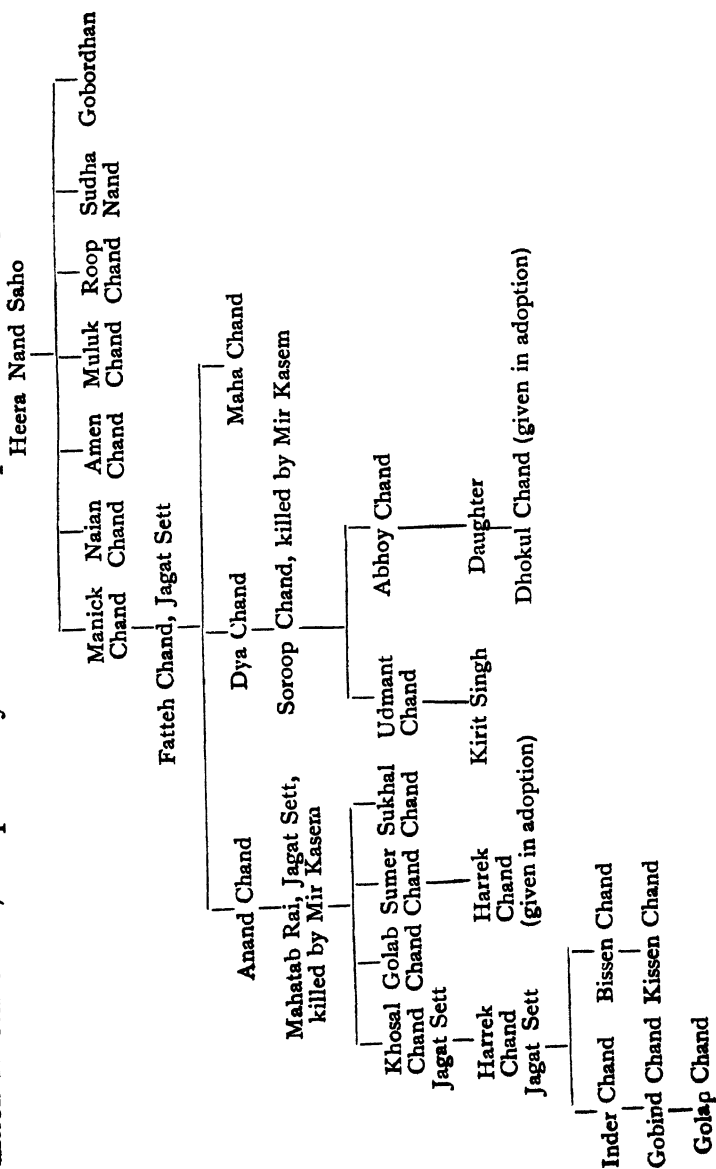 Heera Nand Saho
Manick Chand
Naian Chand
Amen Chand
Muluk Chand
Roop Chand
Sudha Nand
Gobordhan
Fatteh Chand, Jagat Sett
Anand Chand
Dya Chand
Maha Chand
Mahatab Rai, Jagat Sett,
killed by Mir Kasem
Soroop Chand, killed by Mir Kasem
Khosal Chand Jagat Sett
Golab Chand
Sumer Chand
Sukhal Chand
Udmant Chand
Abhoy Chand
Harrek Chand Jagat Sett
Harrek Chand
(given in adoption)
Kirit Singh
Daughter
Dhokul Chand (given in adoption)
Inder Chand
Bissen Chand
Gobind Chand
Kissen Chand
Golap Chand